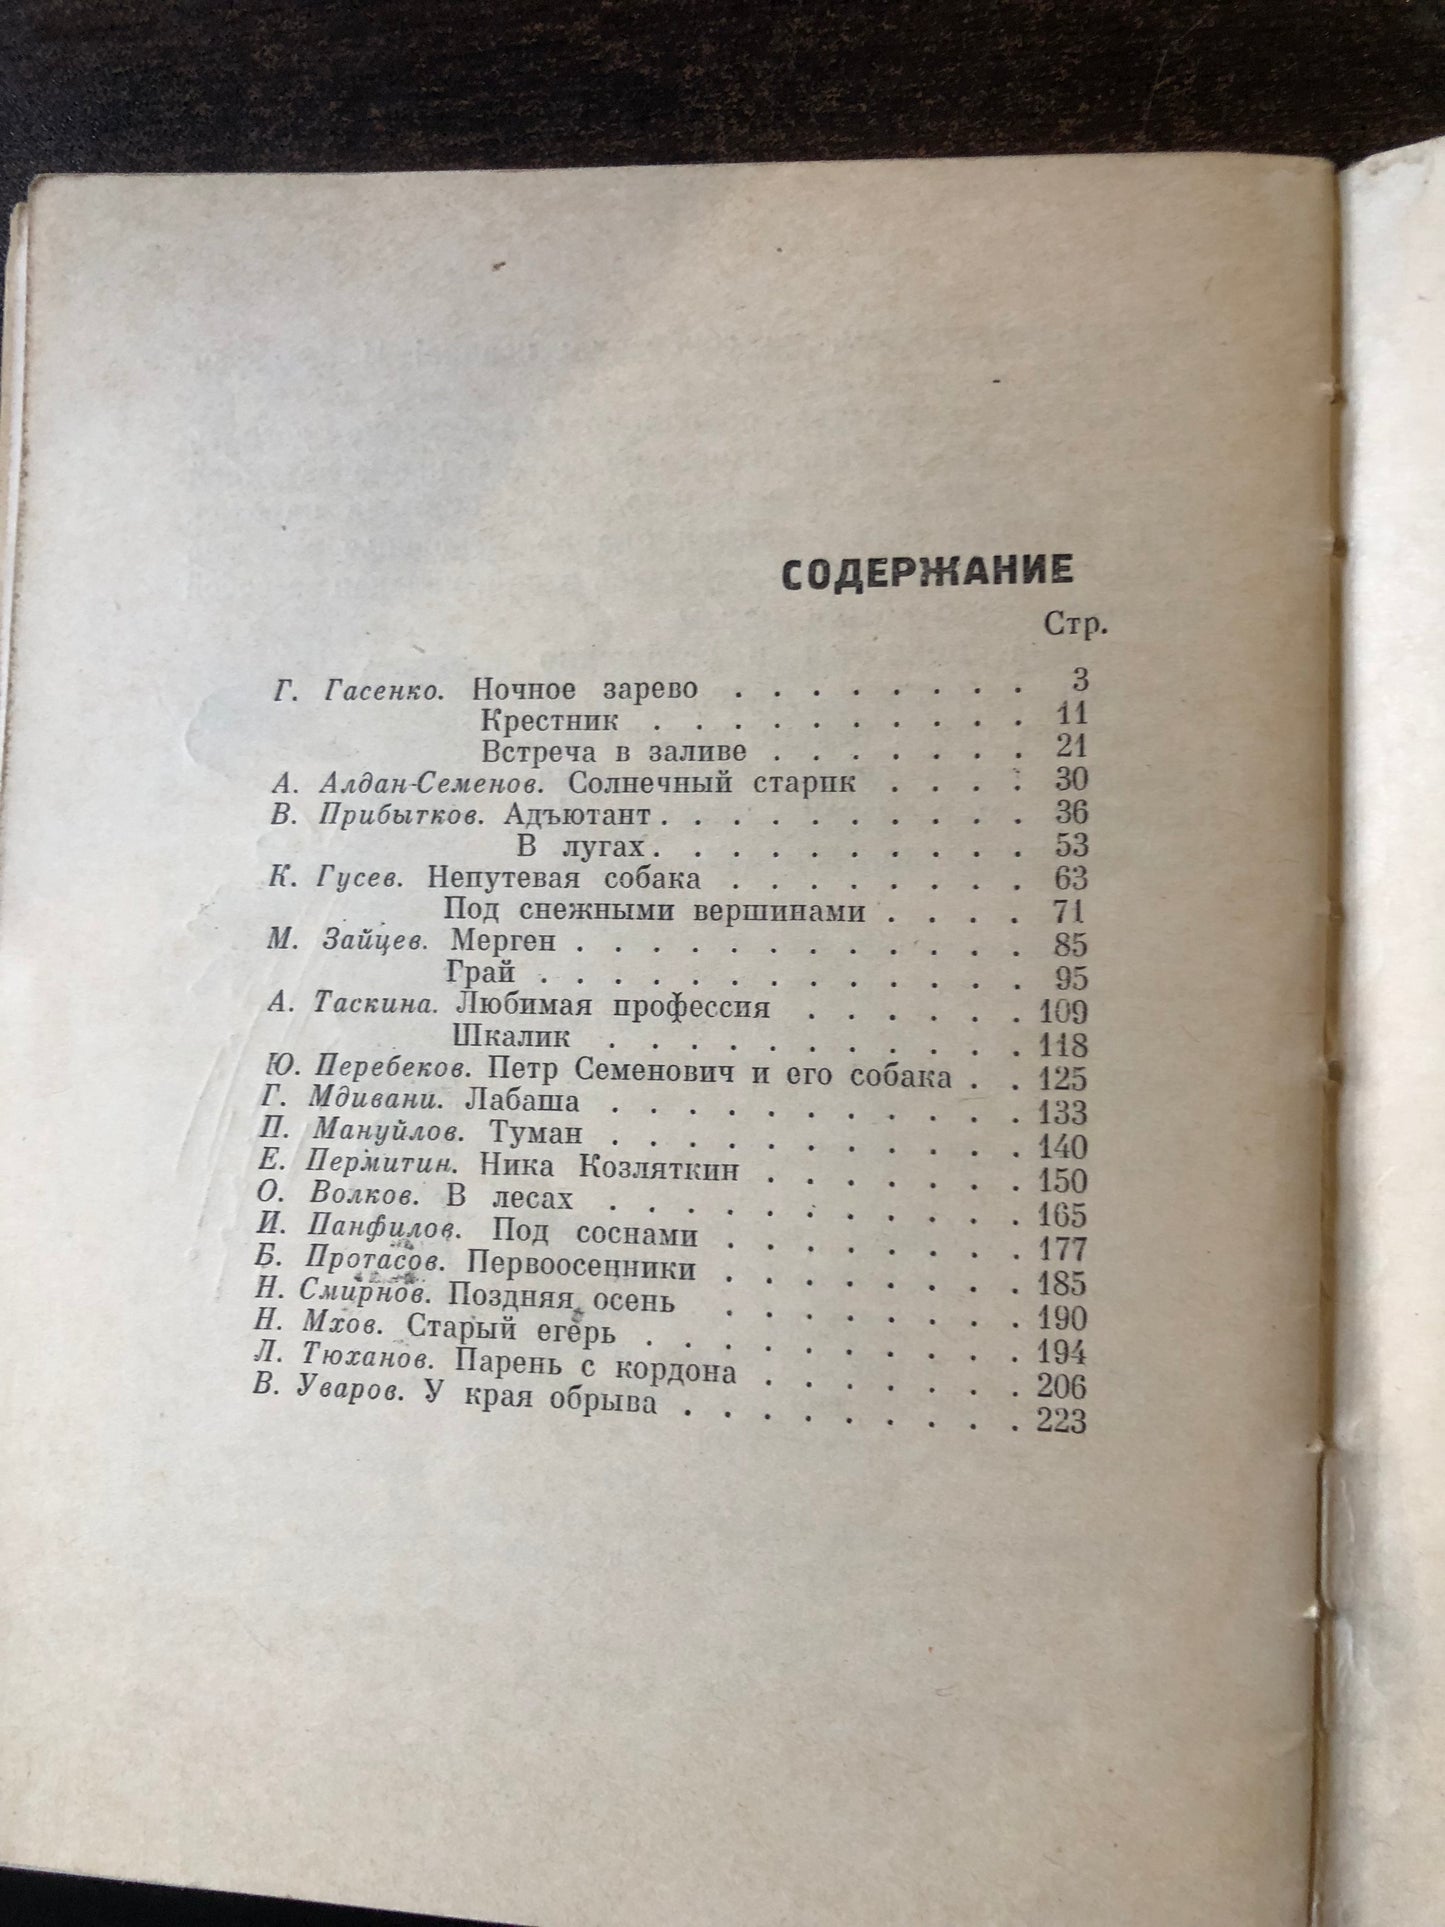 СОДЕРЖАНИЕ
Стр.
Г. Гасенко. Ночное зарево . . . . . . . . 3
Крестник . . . . . . . . . . 11
Встреча в заливе . . . . . . . 21
А. Алдан-Семенов. Солнечный старик . . . . 30
В. Прибытков. Адъютант . . . . . . . . . . 36
В лугах . . . . . . . . . . 53
К. Гусев. Непутевая собака . . . . . . . . 63
Под снежными вершинами . . . . 71
М. Зайцев. Мерген . . . . . . . . . . . . 85
Грай . . . . . . . . . . . . . 95
А. Таскина. Любимая профессия . . . . . . 109
Шкалик . . . . . . . . . . . 118
Ю. Перебеков. Петр Семенович и его собака . . 125
Г. Мдивани. Лабаша . . . . . . . . . . . 133
П. Мануйлов. Туман . . . . . . . . . . . 140
Е. Пермитин. Ника Козляткин . . . . . . . 150
О. Волков. В лесах . . . . . . . . . . . 165
И. Панфилов. Под соснами . . . . . . . . 177
Б. Протасов. Первоосенники . . . . . . . . 185
Н. Смирнов. Поздняя осень . . . . . . . . 190
Н. Мхов. Старый егерь . . . . . . . . . . 194
Л. Тюханов. Парень с кордона . . . . . . . 206
В. Уваров. У края обрыва . . . . . . . . . 223